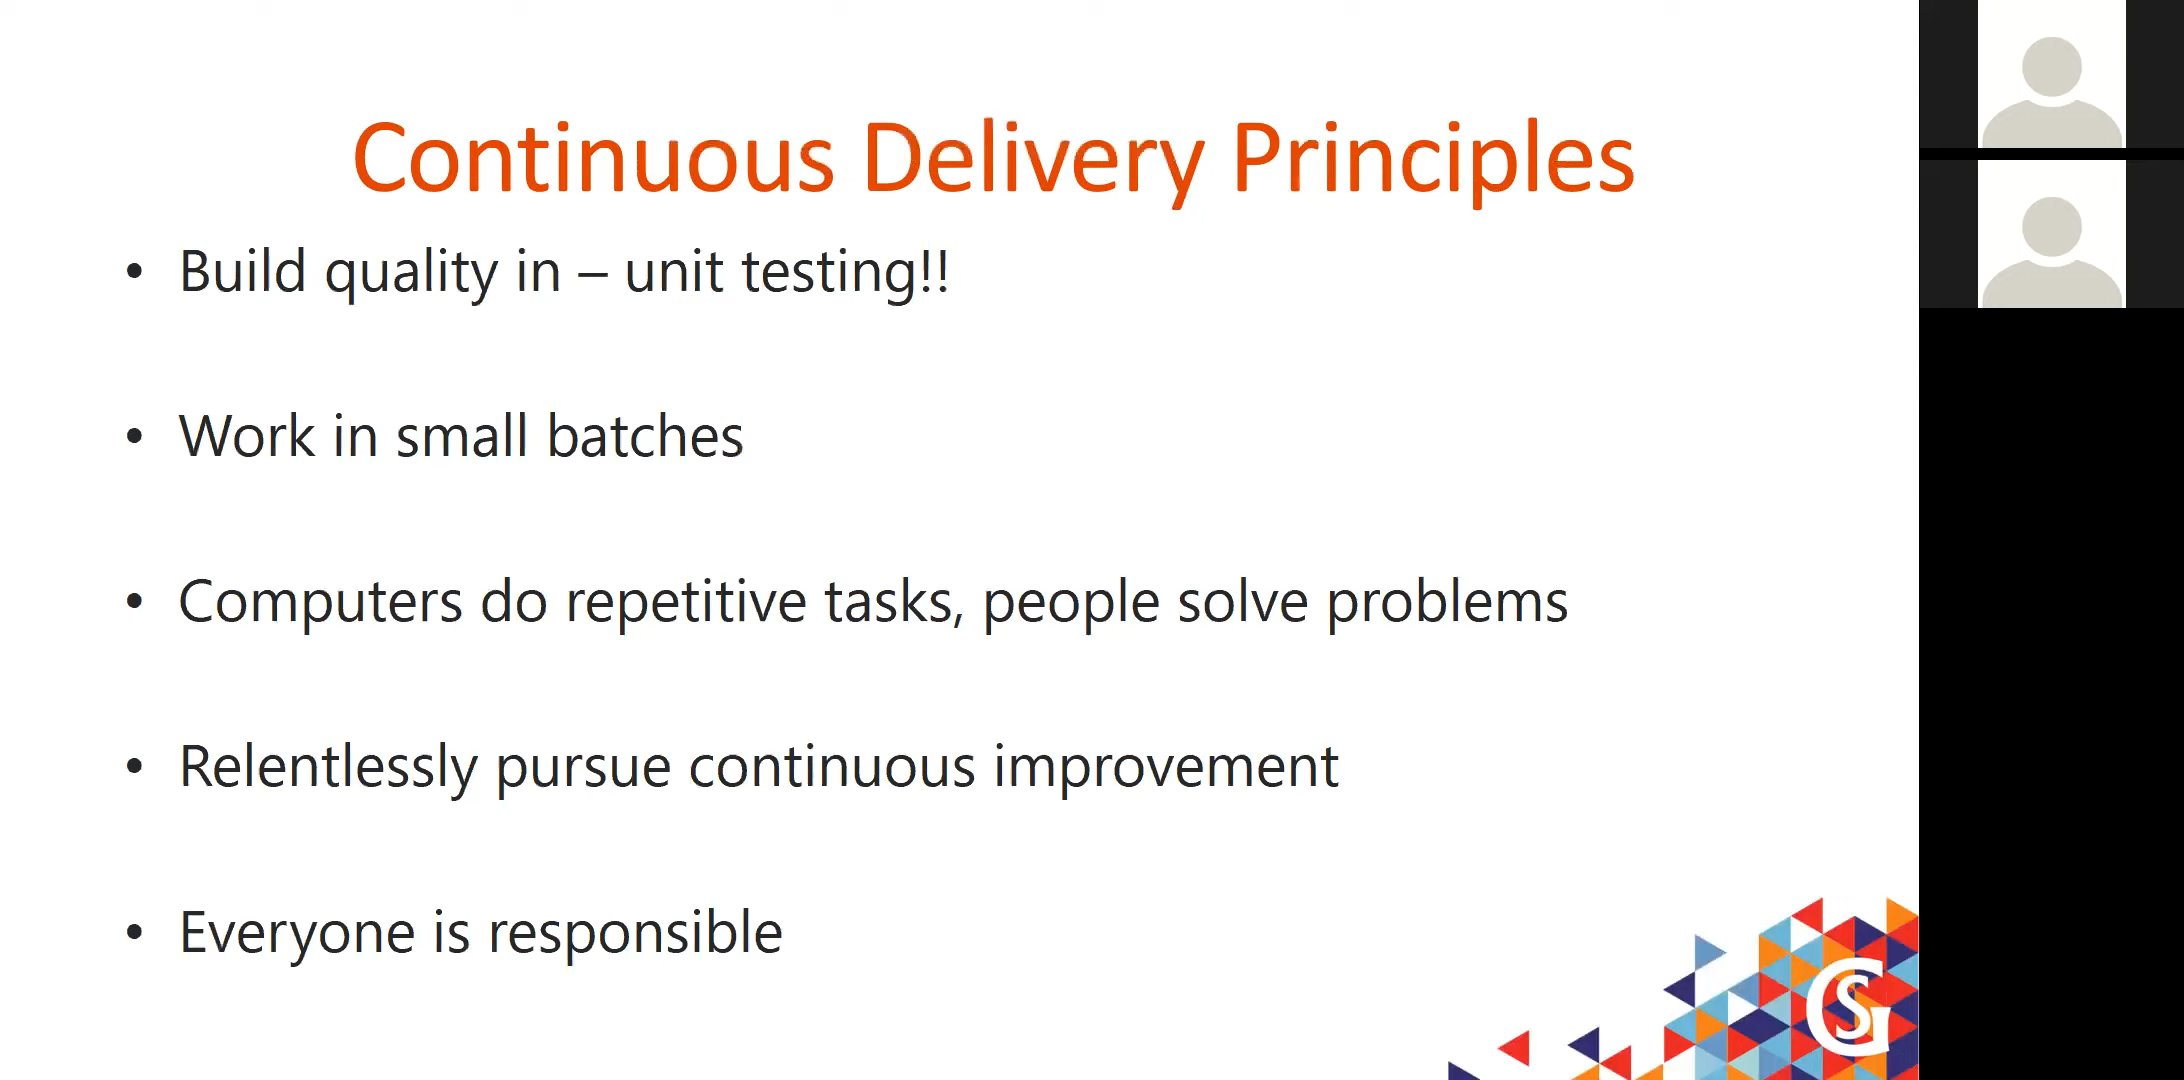 Continuous Delivery Principles
• Build quality in – unit testing!!
• Work in small batches
• Computers do repetitive tasks, people solve problems
• Relentlessly pursue continuous improvement
• Everyone is responsible
GS